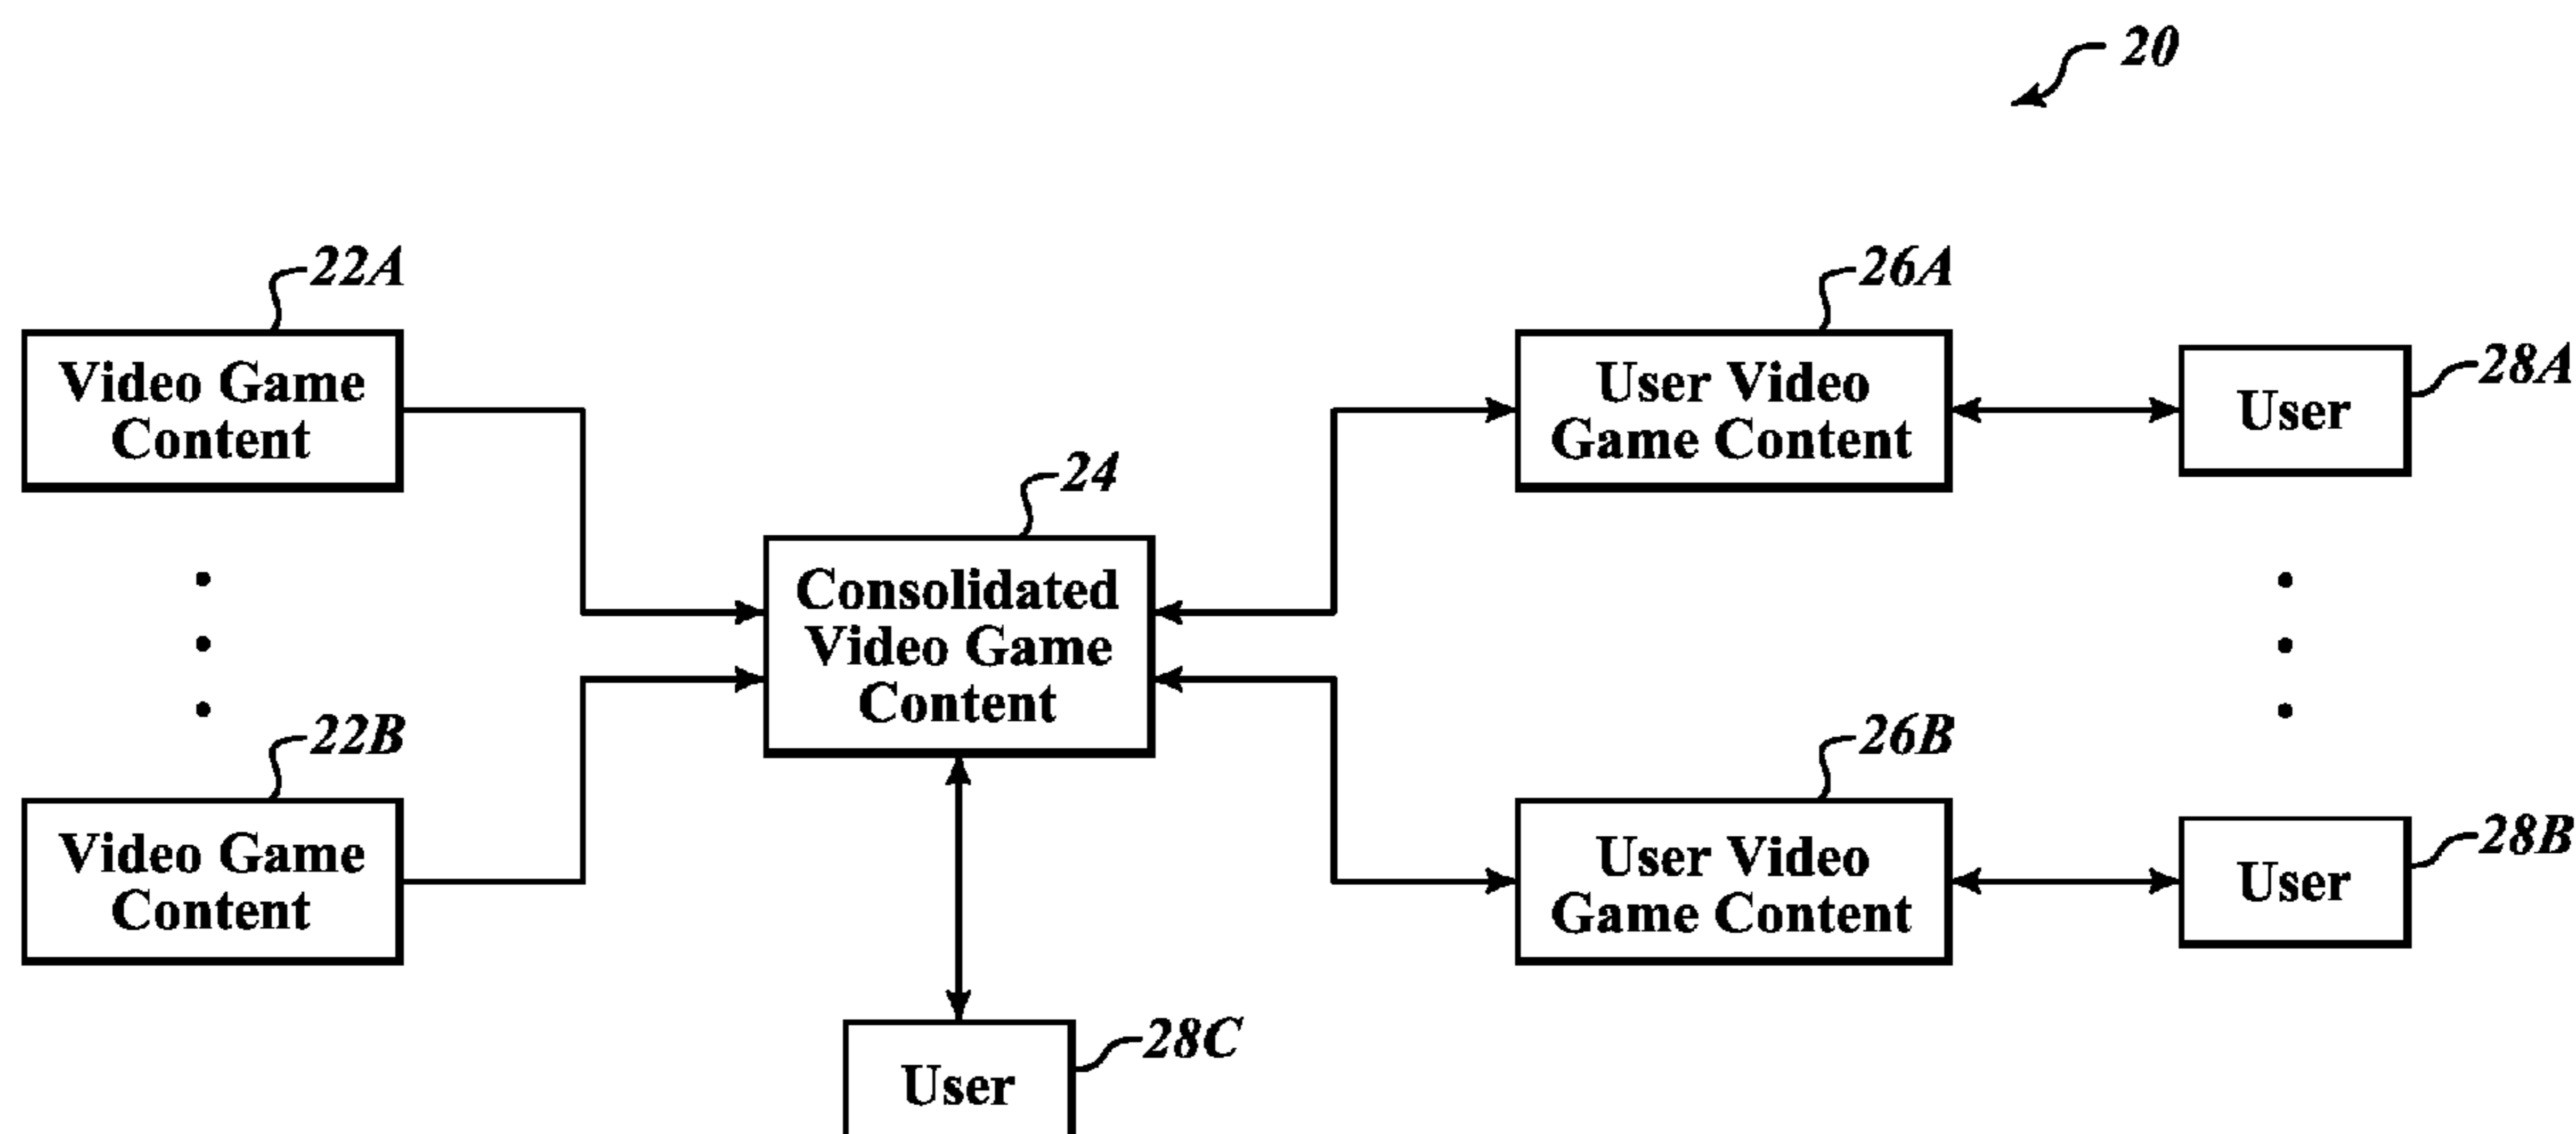 20
22A
Video Game
Content
22B
Video Game
Content
24
Consolidated
Video Game
Content
28C
User
26A
User Video
Game Content
28A
User
26B
User Video
Game Content
28B
User